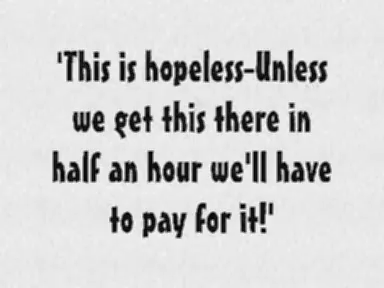 'This is hopeless-Unless
we get this there in
half an hour we'll have
to pay for it!'